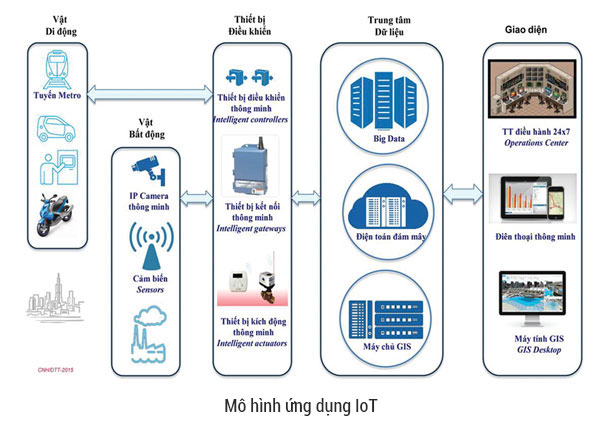 Vật
Di động
Thiết bị
Điều khiển
Trung tâm
Dữ liệu
Giao diện
Tuyến Metro
Vật
Bất động
IP Camera
thông minh
Cảm biến
Sensors
Thiết bị điều khiển
thông minh
Intelligent controllers
Thiết bị kết nối
thông minh
Intelligent gateways
Thiết bị kích động
thông minh
Intelligent actuators
Big Data
Điện toán đám mây
Máy chủ GIS
TT điều hành 24x7
Operations Center
Điên thoại thông minh
Máy tính GIS
GIS Desktop
CNH/ĐTT-2015
Mô hình ứng dụng IoT